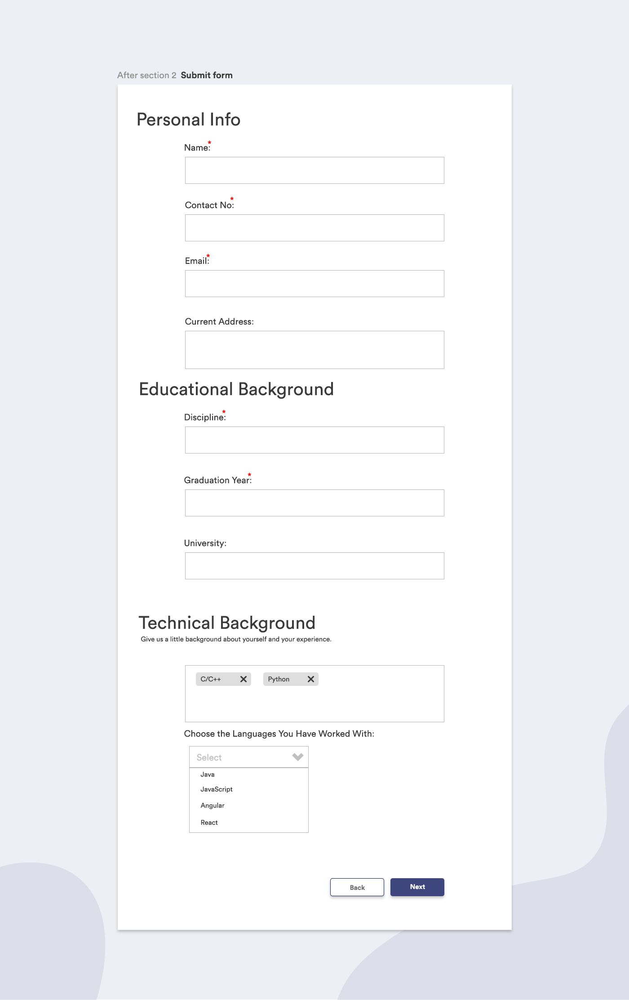 After section 2 Submit form
Personal Info
Name:*
Contact No:*
Email:*
Current Address:
Educational Background
Discipline:*
Graduation Year:*
University:
Technical Background
Give us a little background about yourself and your experience.
C/C++ Python
Choose the Languages You Have Worked With:
Select
Java
JavaScript
Angular
React
Back Next